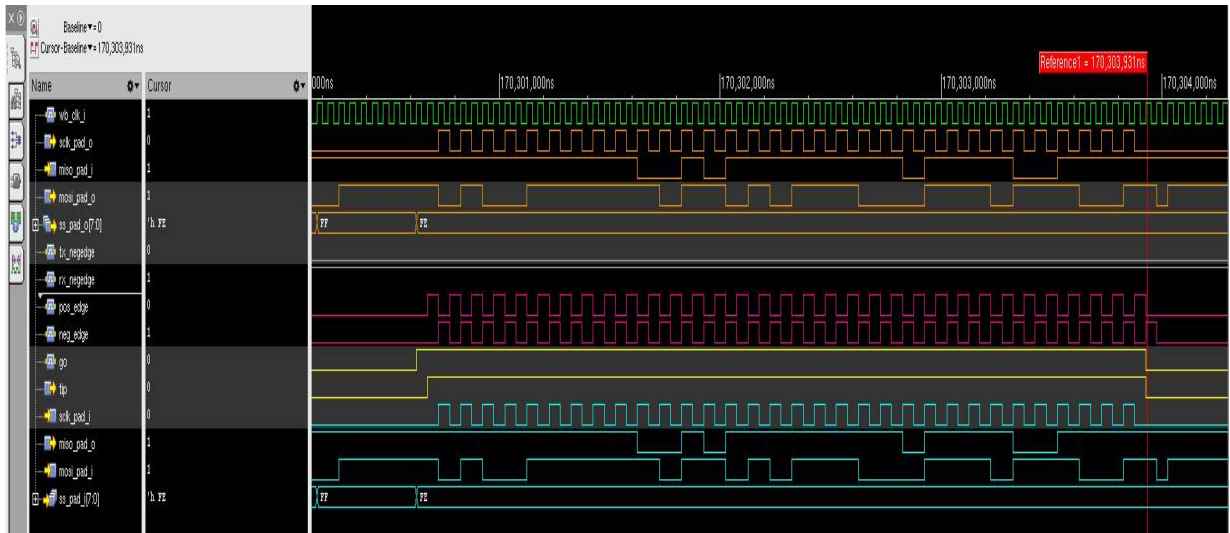 Baseline▼=0
Cursor-Baseline▼=170,303,931ns
Reference1 = 170,303,931ns
Name
Cursor
000ns
170,301,000ns
170,302,000ns
170,303,000ns
170,304,000ns
wb_clk_i 1
sclk_pad_o 0
miso_pad_i 1
mosi_pad_o 1
ss_pad_o[7:0] 'h FE FF FE
tx_negedge 0
rx_negedge 1
pos_edge 0
neg_edge 1
go 0
tip 0
sclk_pad_i 0
miso_pad_o 1
mosi_pad_i 1
ss_pad_i[7:0] 'h FE FF FE